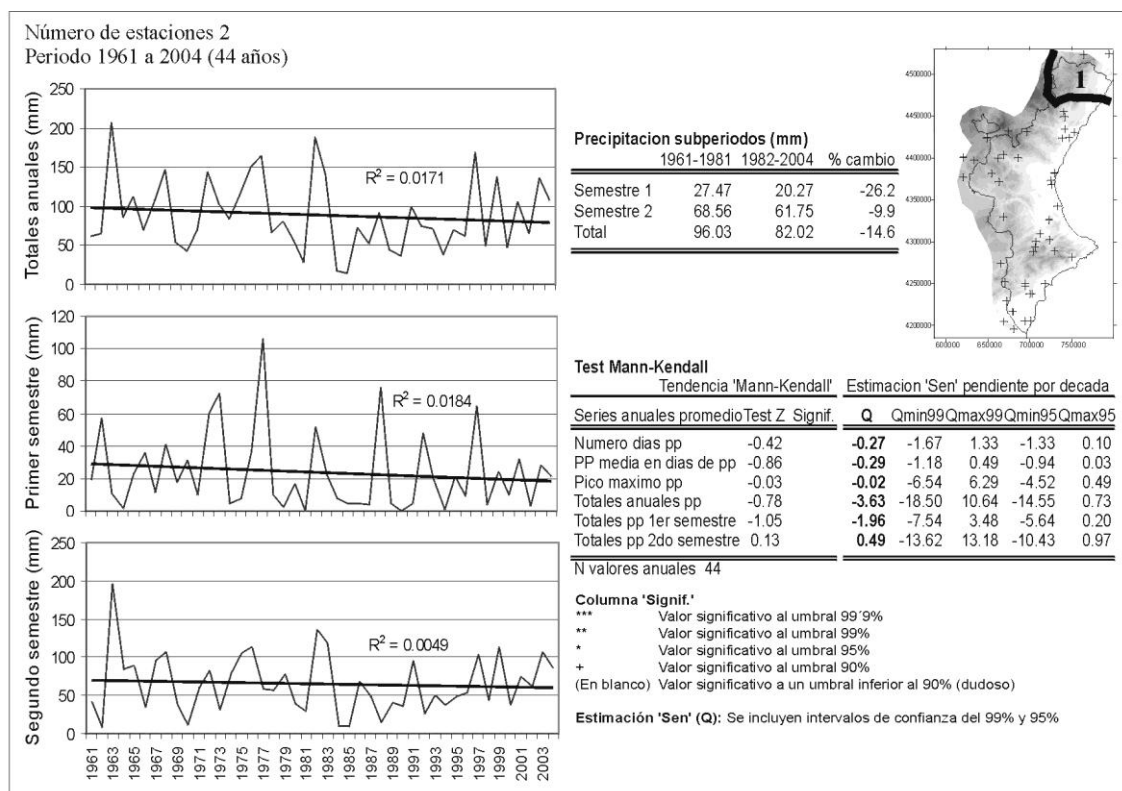 Número de estaciones 2
Periodo 1961 a 2004 (44 años)
Totales anuales (mm)
250
200
150
100
50
0
R² = 0.0171
Primer semestre (mm)
120
100
80
60
40
20
0
R² = 0.0184
Segundo semestre (mm)
250
200
150
100
50
0
R² = 0.0049
1961 1963 1965 1967 1969 1971 1973 1975 1977 1979 1981 1983 1985 1987 1989 1991 1993 1995 1997 1999 2001 2003
Precipitacion subperiodos (mm)
1961-1981 1982-2004 % cambio
Semestre 1 27.47 20.27 -26.2
Semestre 2 68.56 61.75 -9.9
Total 96.03 82.02 -14.6
1
4500000
4450000
4400000
4350000
4300000
4250000
4200000
600000 650000 700000 750000
Test Mann-Kendall
Tendencia 'Mann-Kendall' Estimacion 'Sen' pendiente por decada
Series anuales promedio Test Z Signif. Q Qmin99 Qmax99 Qmin95 Qmax95
Numero dias pp -0.42 -0.27 -1.67 1.33 -1.33 0.10
PP media en dias de pp -0.86 -0.29 -1.18 0.49 -0.94 0.03
Pico maximo pp -0.03 -0.02 -6.54 6.29 -4.52 0.49
Totales anuales pp -0.78 -3.63 -18.50 10.64 -14.55 0.73
Totales pp 1er semestre -1.05 -1.96 -7.54 3.48 -5.64 0.20
Totales pp 2do semestre 0.13 0.49 -13.62 13.18 -10.43 0.97
N valores anuales 44
Columna 'Signif.'
*** Valor significativo al umbral 99´9%
** Valor significativo al umbral 99%
* Valor significativo al umbral 95%
+ Valor significativo al umbral 90%
(En blanco) Valor significativo a un umbral inferior al 90% (dudoso)
Estimación 'Sen' (Q): Se incluyen intervalos de confianza del 99% y 95%